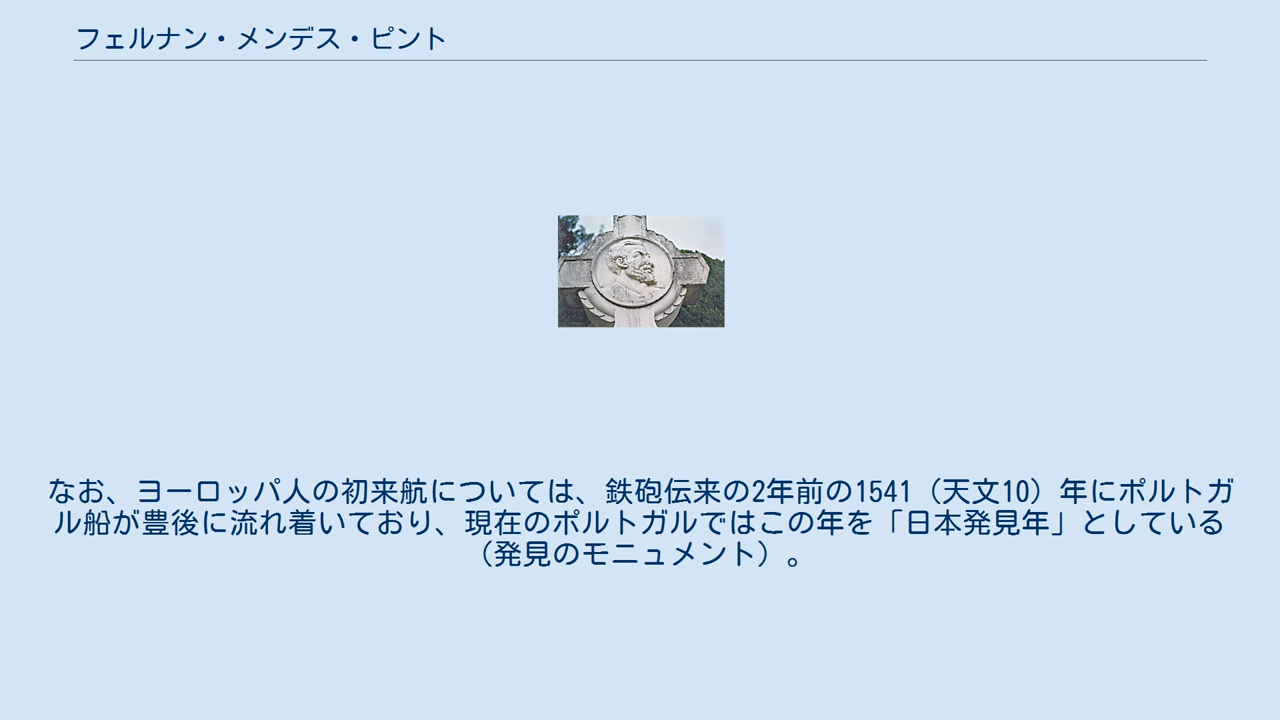 フェルナン・メンデス・ピント
なお、ヨーロッパ人の初来航については、鉄砲伝来の2年前の1541（天文10）年にポルトガ
ル船が豊後に流れ着いており、現在のポルトガルではこの年を「日本発見年」としている
（発見のモニュメント）。